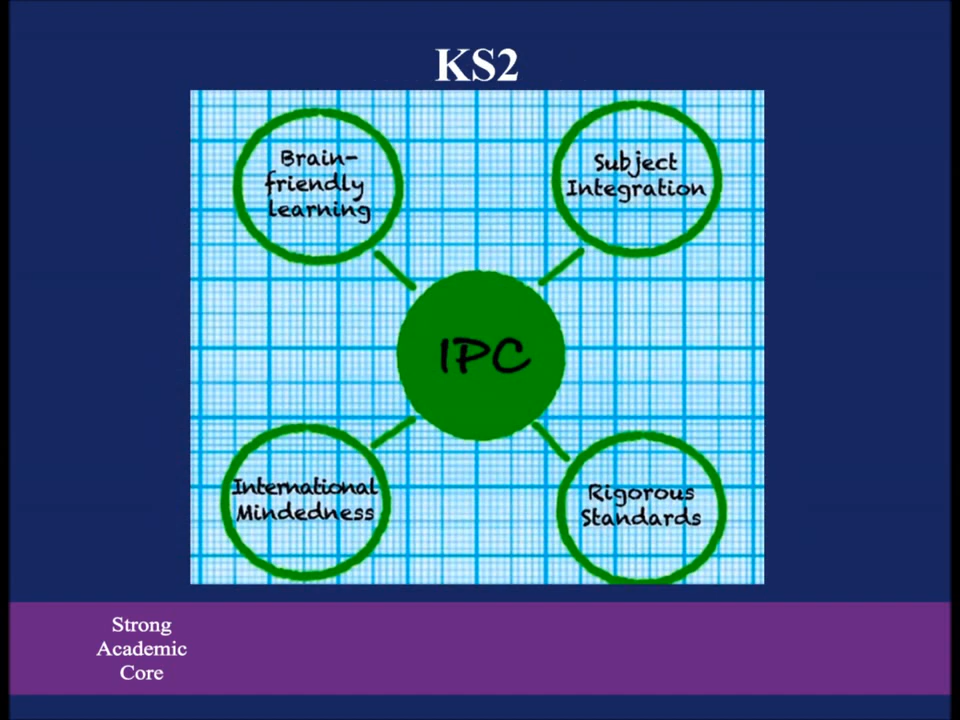 KS2
Brain-
friendly
learning
Subject
Integration
IPC
International
Mindedness
Rigorous
Standards
Strong
Academic
Core